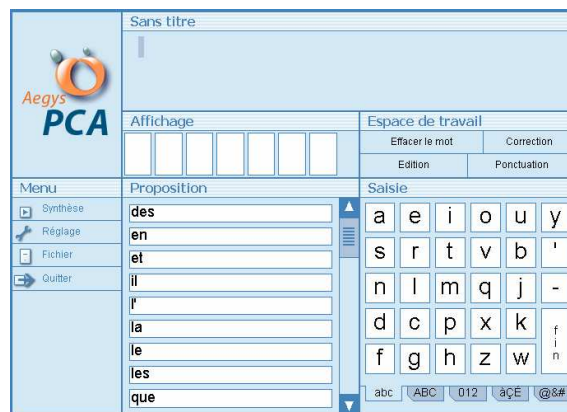 Sans titre
Aegys
PCA
Affichage
Espace de travail
Effacer le mot Correction
Edition Ponctuation
Menu
Synthèse
Réglage
Fichier
Quitter
Proposition
des
en
et
il
l'
la
le
les
que
Saisie
a e i o u y
s r t v b '
n l m q j -
d c p x k
f g h z w fin
abc ABC 012 àÇÉ @&#